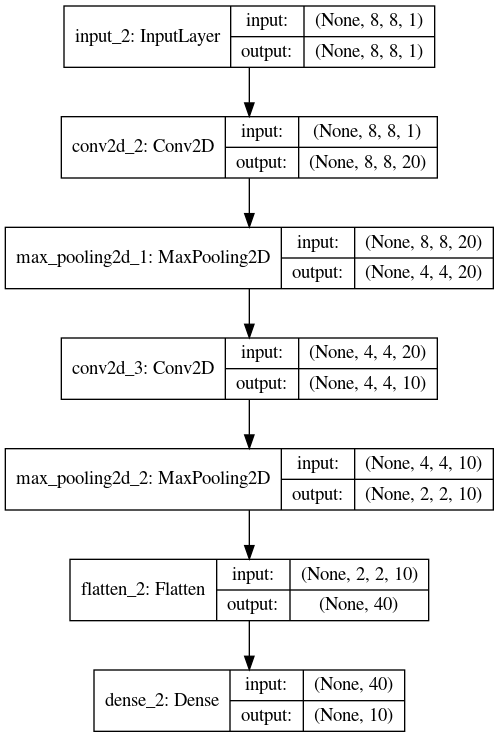 input_2: InputLayer
input: (None, 8, 8, 1)
output: (None, 8, 8, 1)
conv2d_2: Conv2D
input: (None, 8, 8, 1)
output: (None, 8, 8, 20)
max_pooling2d_1: MaxPooling2D
input: (None, 8, 8, 20)
output: (None, 4, 4, 20)
conv2d_3: Conv2D
input: (None, 4, 4, 20)
output: (None, 4, 4, 10)
max_pooling2d_2: MaxPooling2D
input: (None, 4, 4, 10)
output: (None, 2, 2, 10)
flatten_2: Flatten
input: (None, 2, 2, 10)
output: (None, 40)
dense_2: Dense
input: (None, 40)
output: (None, 10)